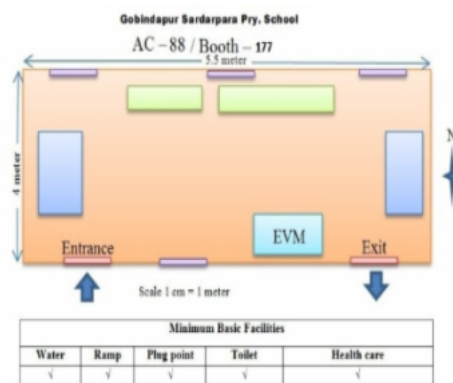 Gobindapur Sardarpara Pry. School
AC – 88 / Booth – 177
5.5 meter
4 meter
N
EVM
Entrance
Exit
Scale 1 cm = 1 meter
Minimum Basic Facilities
Water Ramp Plug point Toilet Health care
√ √ √ √ √